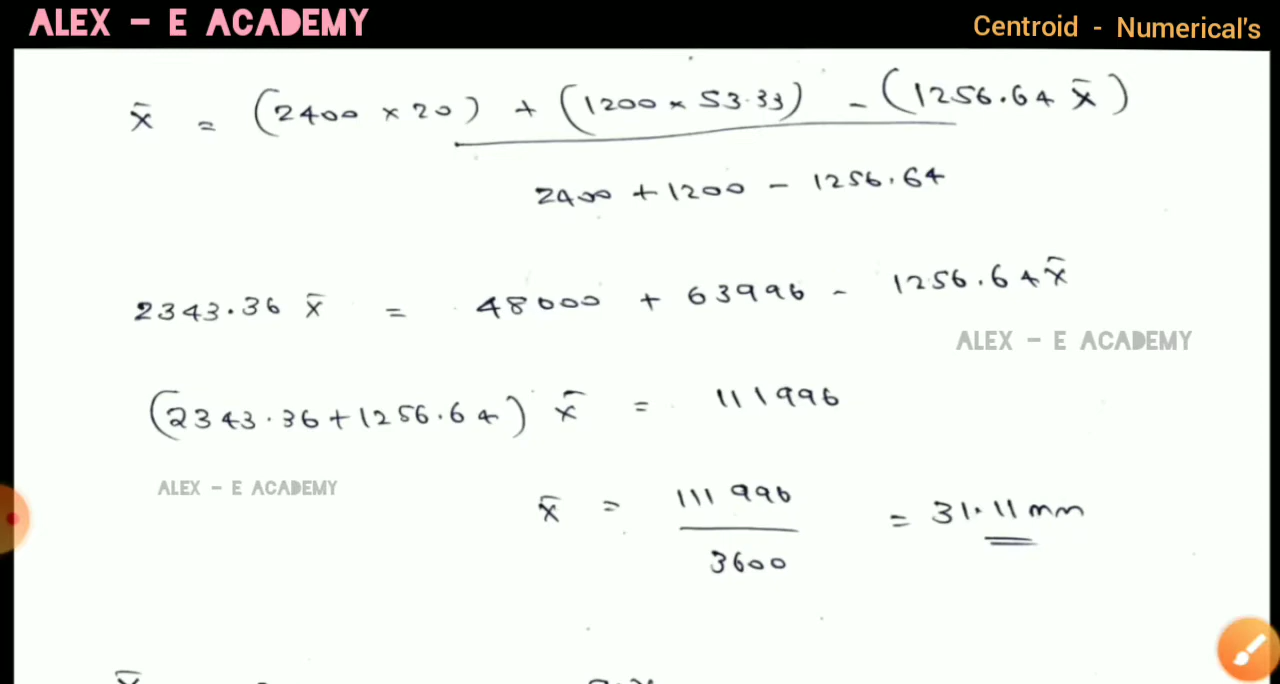 ALEX - E ACADEMY
Centroid - Numerical's
x̄ = (2400 × 20) + (1200 × 53.33) - (1256.64 x̄)
2400 + 1200 - 1256.64
2343.36 x̄ = 48000 + 63996 - 1256.64 x̄
ALEX - E ACADEMY
(2343.36 + 1256.64) x̄ = 111996
ALEX - E ACADEMY
x̄ = 111996 = 31.11 mm
3600